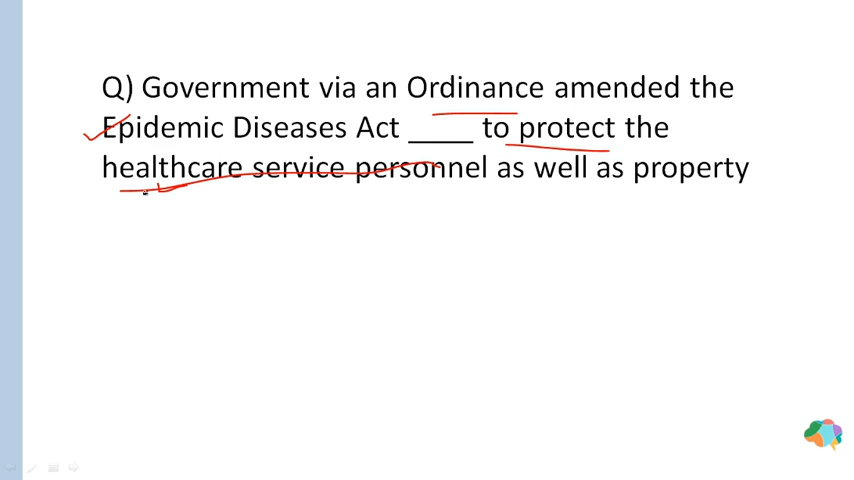 Q) Government via an Ordinance amended the
Epidemic Diseases Act ____ to protect the
healthcare service personnel as well as property